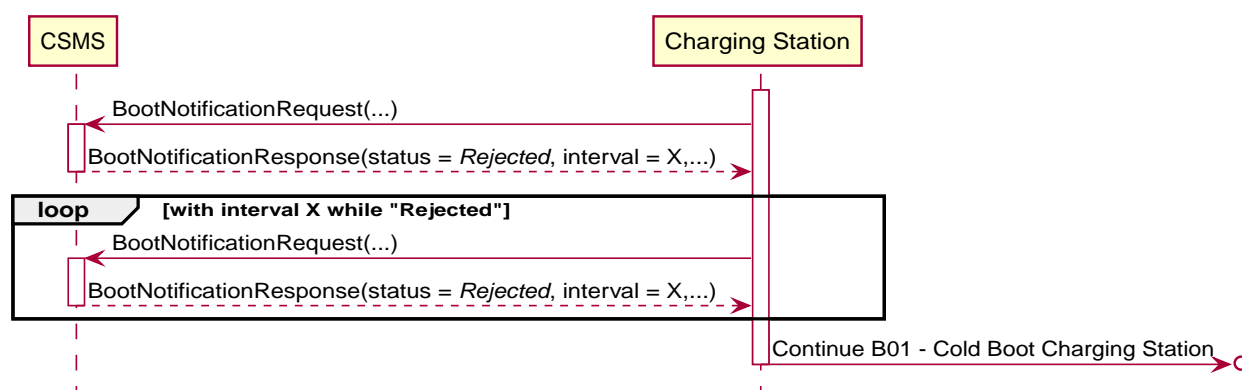 CSMS
Charging Station
BootNotificationRequest(...)
BootNotificationResponse(status = Rejected, interval = X,...)
loop
[with interval X while "Rejected"]
BootNotificationRequest(...)
BootNotificationResponse(status = Rejected, interval = X,...)
Continue B01 - Cold Boot Charging Station